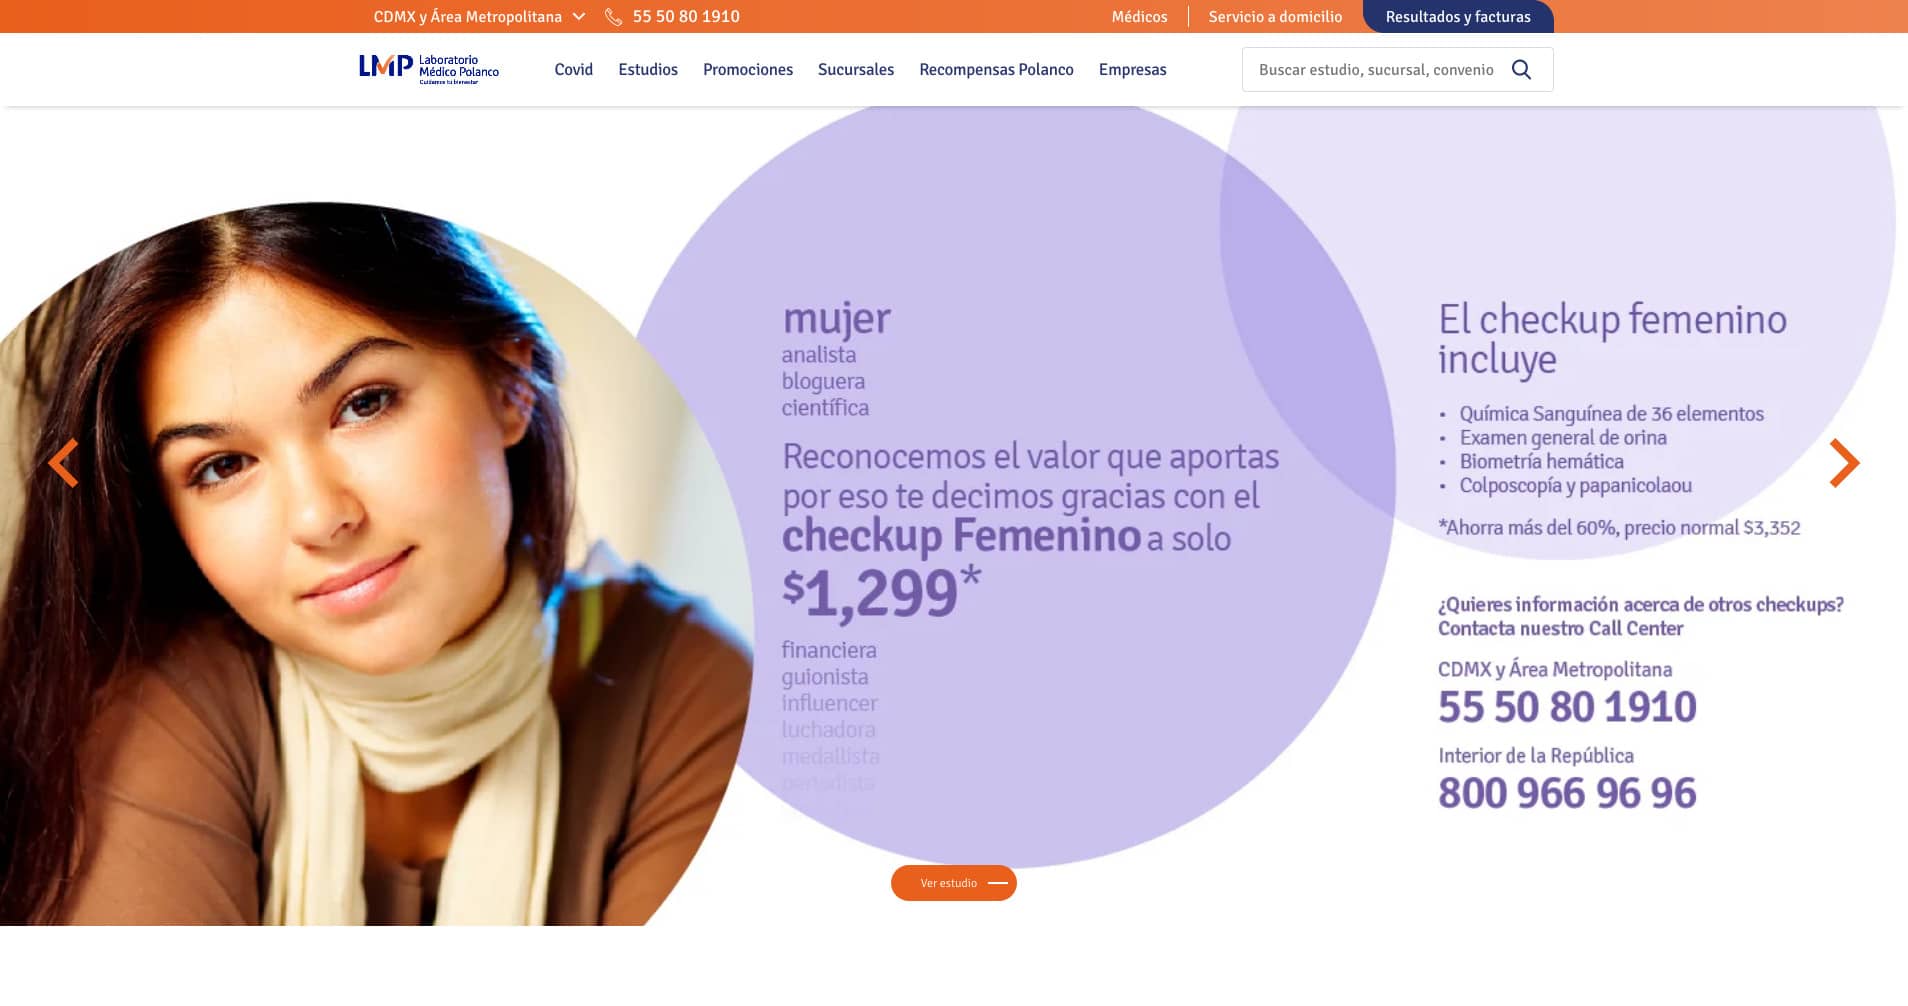 CDMX y Área Metropolitana
55 50 80 1910
Médicos
Servicio a domicilio
Resultados y facturas
LMP
Laboratorio
Médico Polanco
Cuidamos tu bienestar
Covid
Estudios
Promociones
Sucursales
Recompensas Polanco
Empresas
Buscar estudio, sucursal, convenio
mujer
analista
bloguera
científica
Reconocemos el valor que aportas
por eso te decimos gracias con el
checkup Femenino a solo
$1,299*
financiera
guionista
influencer
luchadora
medallista
periodista
El checkup femenino
incluye
• Química Sanguínea de 36 elementos
• Examen general de orina
• Biometría hemática
• Colposcopía y papanicolaou
*Ahorra más del 60%, precio normal $3,352
¿Quieres información acerca de otros checkups?
Contacta nuestro Call Center
CDMX y Área Metropolitana
55 50 80 1910
Interior de la República
800 966 96 96
Ver estudio